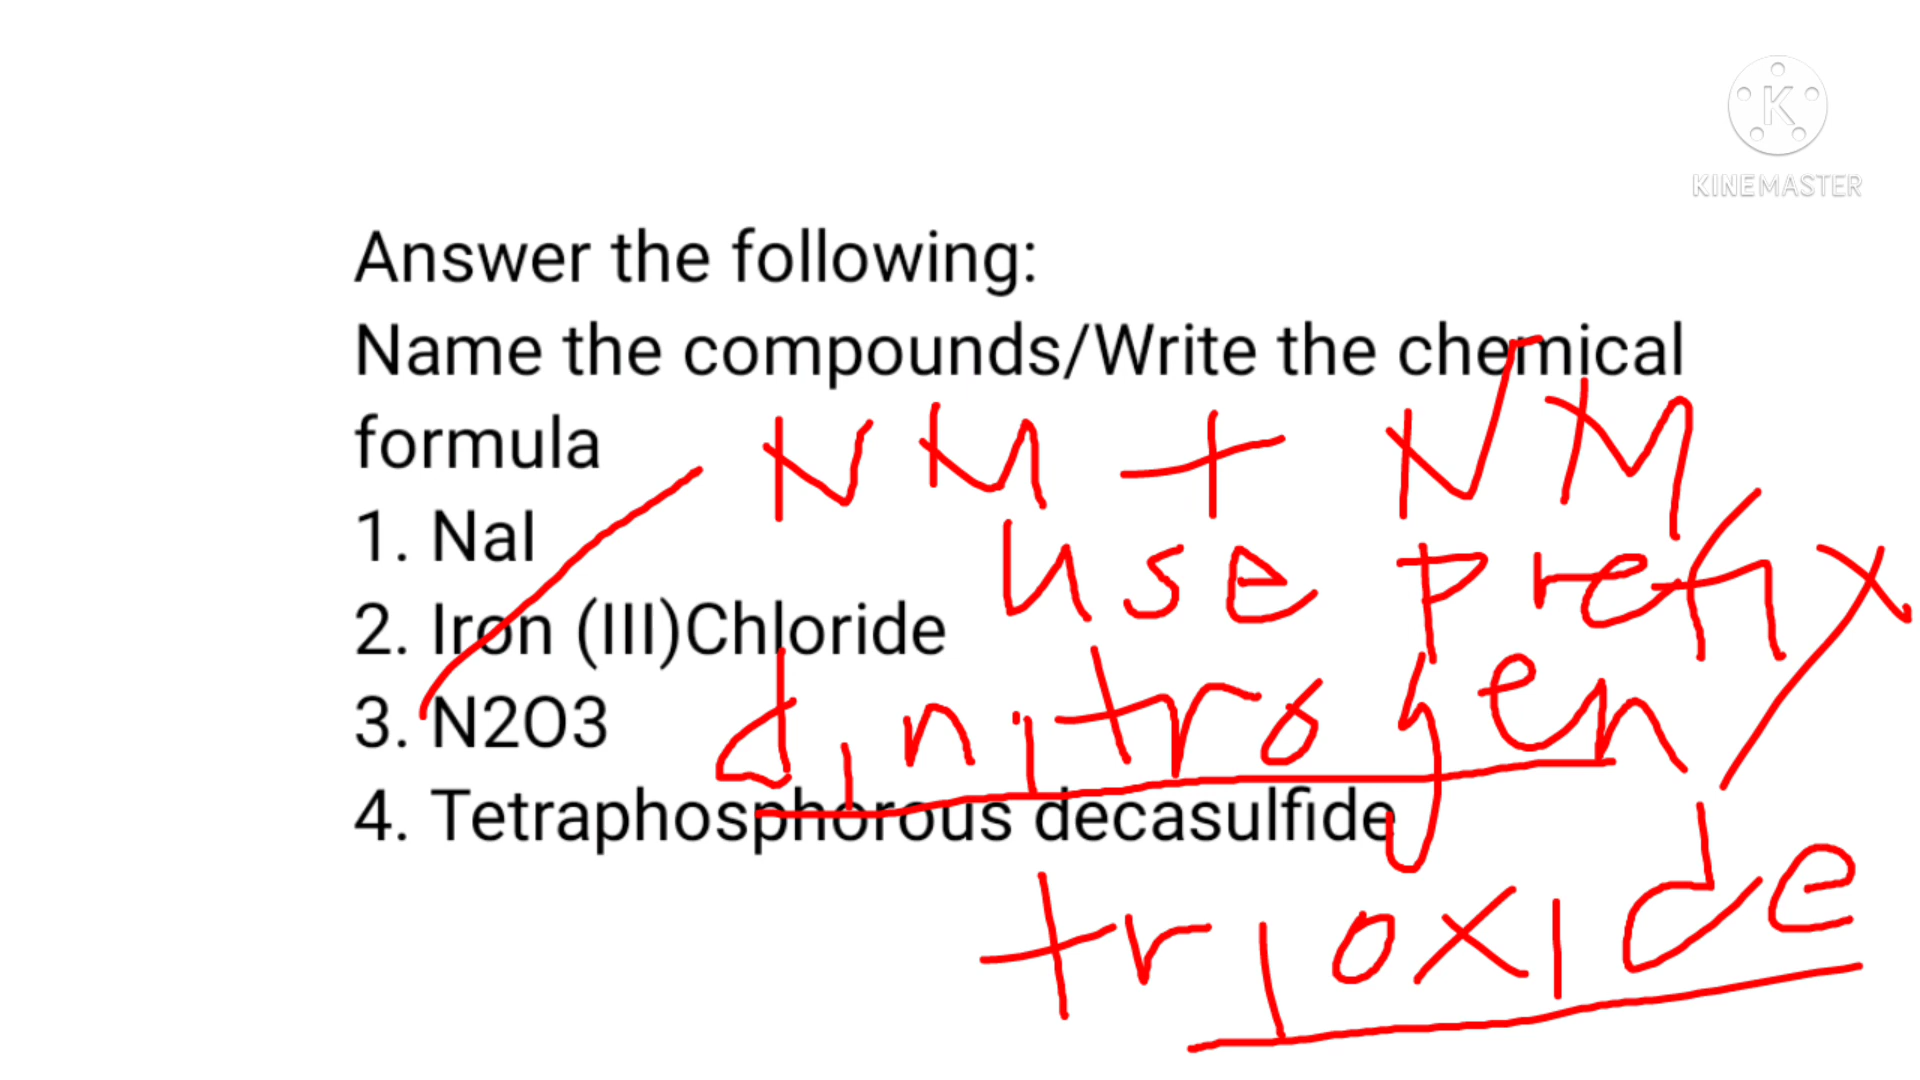 KINEMASTER
Answer the following:
Name the compounds/Write the chemical
formula
NM + NM
1. NaI
use prefix
2. Iron (III)Chloride
3. N2O3
dinitrogen
4. Tetraphosphorous decasulfide
trioxide